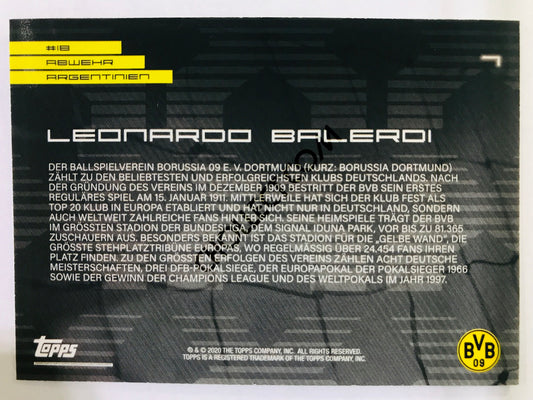 #18
ABWEHR
ARGENTINIEN
7
LEONARDO BALERDI
DER BALLSPIELVEREIN BORUSSIA 09 E. V. DORTMUND (KURZ: BORUSSIA DORTMUND)
ZÄHLT ZU DEN BELIEBTESTEN UND ERFOLGREICHSTEN KLUBS DEUTSCHLANDS. NACH
DER GRÜNDUNG DES VEREINS IM DEZEMBER 1909 BESTRITT DER BVB SEIN ERSTES
REGULÄRES SPIEL AM 15. JANUAR 1911. MITTLERWEILE HAT SICH DER KLUB FEST ALS
TOP 20 KLUB IN EUROPA ETABLIERT UND HAT NICHT NUR IN DEUTSCHLAND, SONDERN
AUCH WELTWEIT ZAHLREICHE FANS HINTER SICH. SEINE HEIMSPIELE TRÄGT DER BVB
IM GRÖSSTEN STADION DER BUNDESLIGA, DEM SIGNAL IDUNA PARK, VOR BIS ZU 81.365
ZUSCHAUERN AUS. BESONDERS BEKANNT IST DAS STADION FÜR DIE „GELBE WAND“, DIE
GRÖSSTE STEHPLATZTRIBÜNE EUROPAS, WO REGELMÄSSIG ÜBER 24.454 FANS IHREN
PLATZ FINDEN. ZU DEN GRÖSSTEN ERFOLGEN DES VEREINS ZÄHLEN ACHT DEUTSCHE
MEISTERSCHAFTEN, DREI DFB-POKALSIEGE, DER EUROPAPOKAL DER POKALSIEGER 1966
SOWIE DER GEWINN DER CHAMPIONS LEAGUE UND DES WELTPOKALS IM JAHR 1997.
topps
® & © 2020 THE TOPPS COMPANY, INC. ALL RIGHTS RESERVED.
TOPPS IS A REGISTERED TRADEMARK OF THE TOPPS COMPANY, INC.
BVB
09